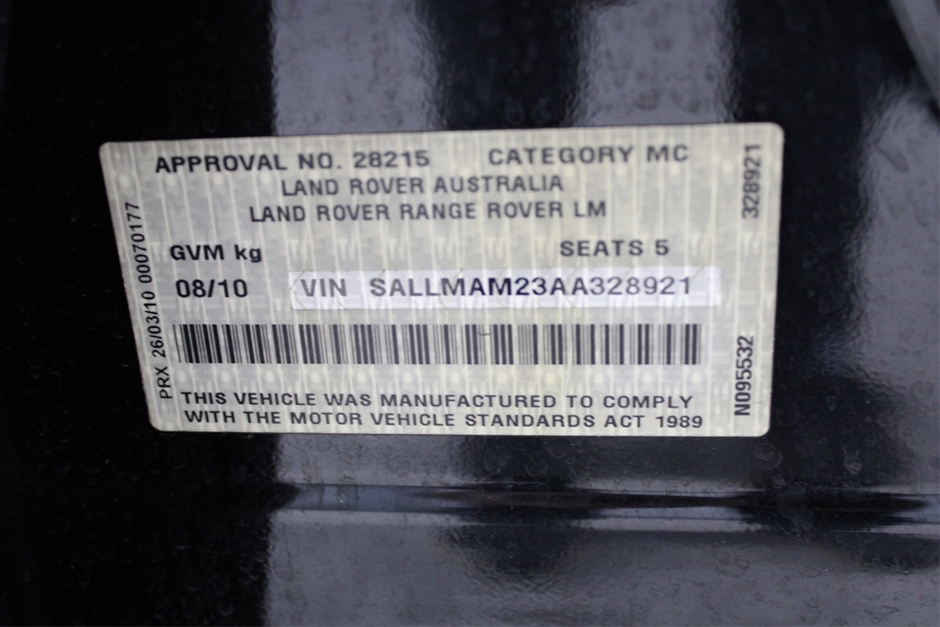 APPROVAL NO. 28215 CATEGORY MC
LAND ROVER AUSTRALIA
LAND ROVER RANGE ROVER LM
GVM kg SEATS 5
08/10 VIN SALLMAM23AA328921
THIS VEHICLE WAS MANUFACTURED TO COMPLY
WITH THE MOTOR VEHICLE STANDARDS ACT 1989
PRX 26/03/10 00070177
328921
N095532